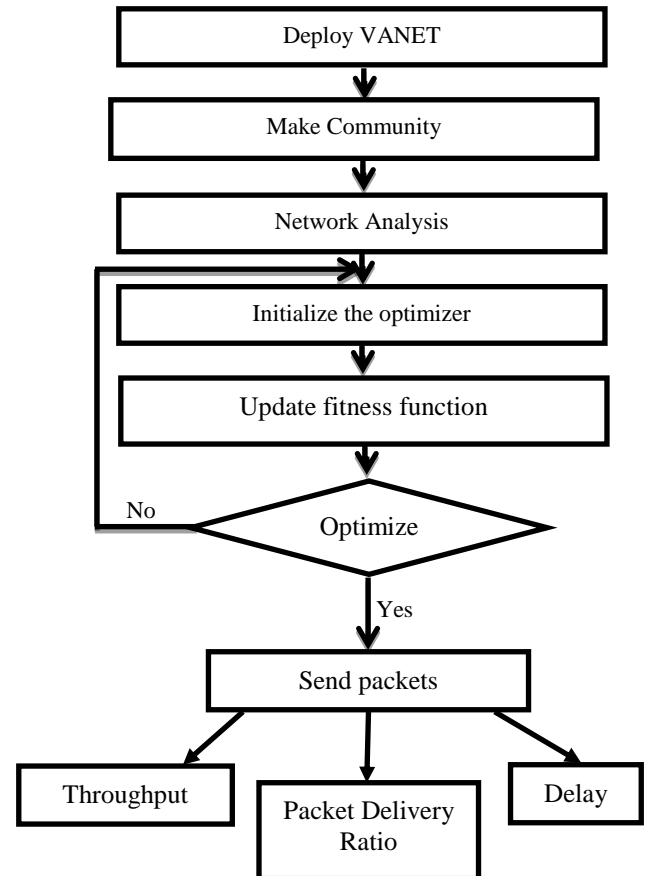 Deploy VANET
Make Community
Network Analysis
Initialize the optimizer
Update fitness function
No
Optimize
Yes
Send packets
Throughput
Packet Delivery
Ratio
Delay